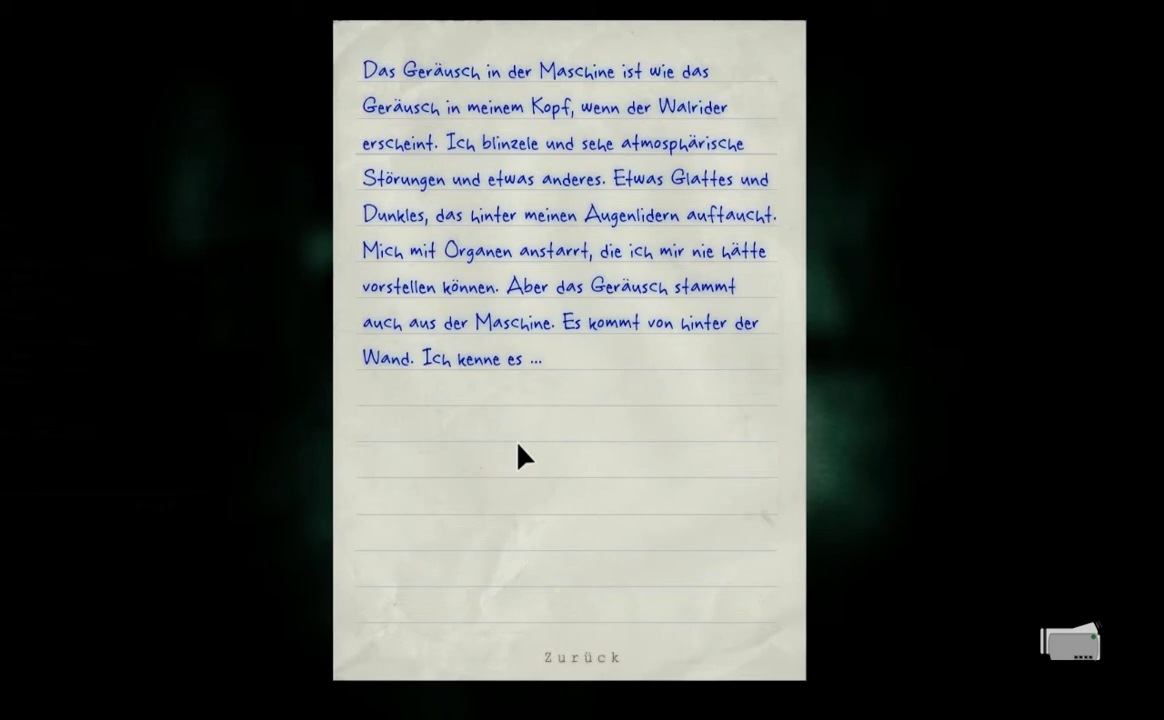 Das Geräusch in der Maschine ist wie das
Geräusch in meinem Kopf, wenn der Walrider
erscheint. Ich blinzele und sehe atmosphärische
Störungen und etwas anderes. Etwas Glattes und
Dunkles, das hinter meinen Augenlidern auftaucht.
Mich mit Organen anstarrt, die ich mir nie hätte
vorstellen können. Aber das Geräusch stammt
auch aus der Maschine. Es kommt von hinter der
Wand. Ich kenne es ...
Zurück